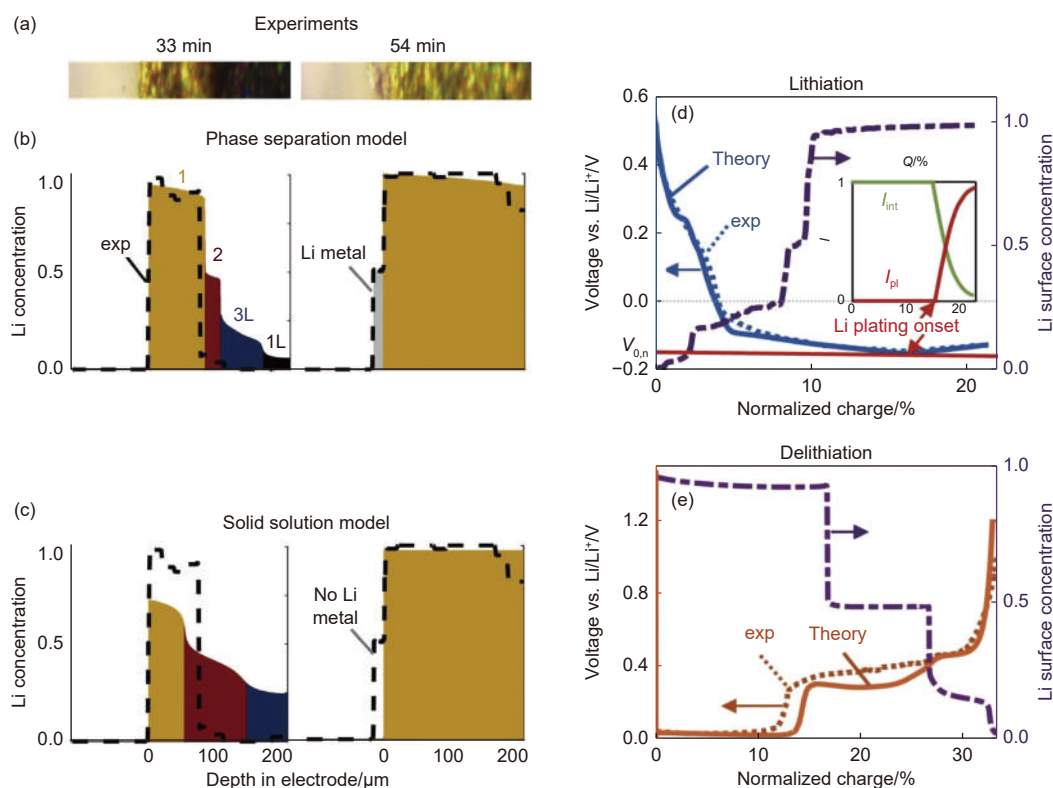 (a)
Experiments
33 min
54 min
(b)
Phase separation model
Li concentration
1.0
0.5
0.0
exp
1
2
3L
1L
Li metal
(c)
Solid solution model
Li concentration
1.0
0.5
0.0
No Li
metal
0
100
200
0
100
200
Depth in electrode/μm
Lithiation
(d)
Voltage vs. Li/Li⁺/V
0.6
0.4
0.2
0.0
V₀,ₙ
−0.2
Theory
exp
Q/%
1
I
0
I_int
I_pl
0
10
20
Li plating onset
1.0
0.5
0.0
Li surface concentration
0
10
20
Normalized charge/%
Delithiation
(e)
Voltage vs. Li/Li⁺/V
1.2
0.8
0.4
0.0
exp
Theory
1.0
0.5
0.0
Li surface concentration
0
10
20
30
Normalized charge/%